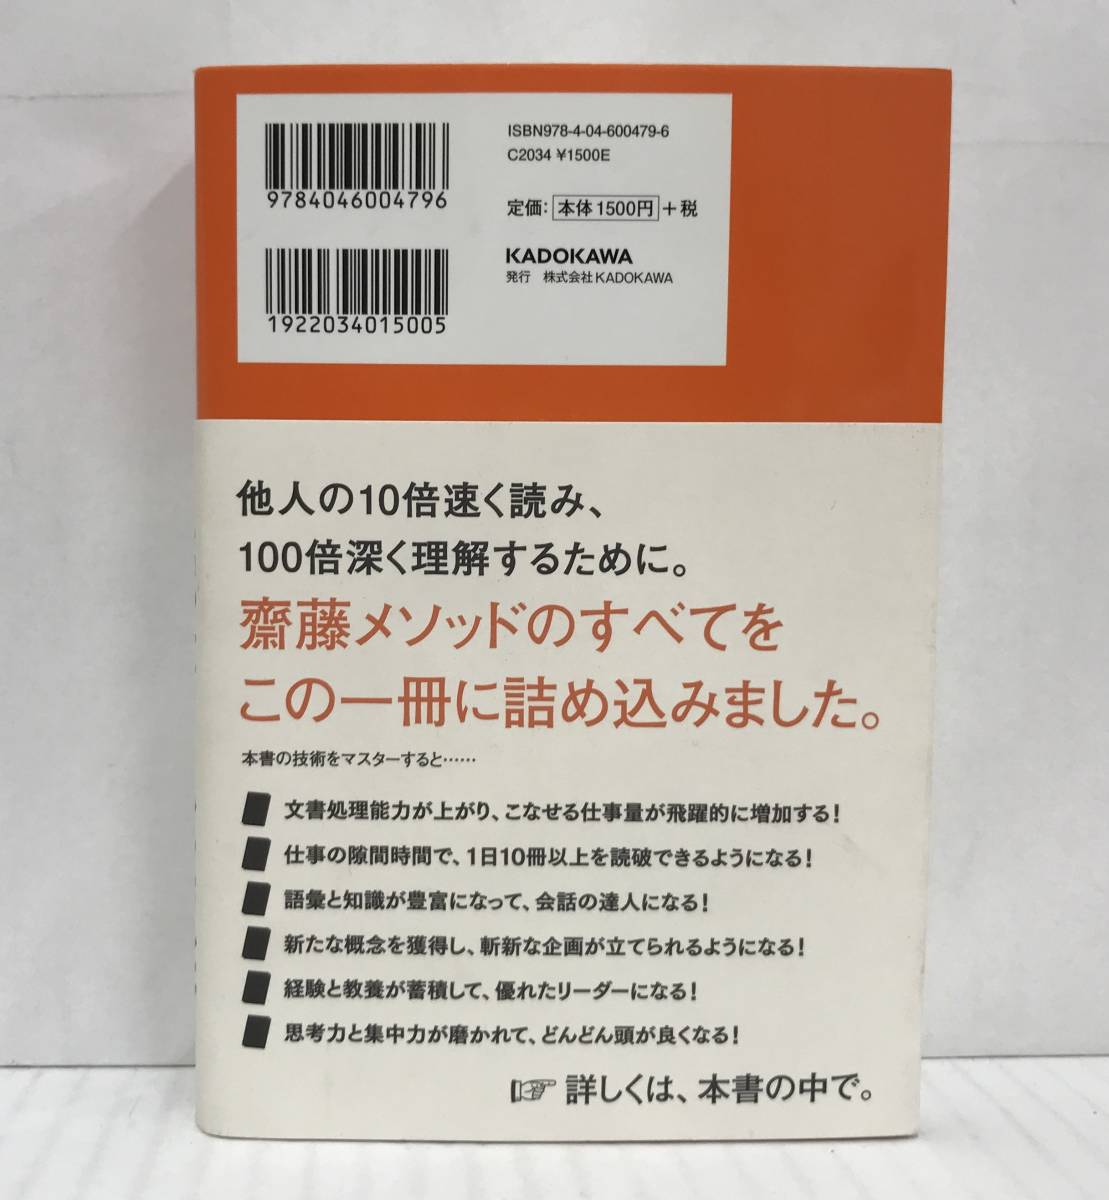 ISBN978-4-04-600479-6
C2034 ¥1500E
9784046004796
定価: 本体1500円+税
KADOKAWA
発行 株式会社KADOKAWA
1922034015005
他人の10倍速く読み、
100倍深く理解するために。
齋藤メソッドのすべてを
この一冊に詰め込みました。
本書の技術をマスターすると……
文書処理能力が上がり、こなせる仕事量が飛躍的に増加する!
仕事の隙間時間で、1日10冊以上を読破できるようになる!
語彙と知識が豊富になって、会話の達人になる!
新たな概念を獲得し、斬新な企画が立てられるようになる!
経験と教養が蓄積して、優れたリーダーになる!
思考力と集中力が磨かれて、どんどん頭が良くなる!
☞ 詳しくは、本書の中で。